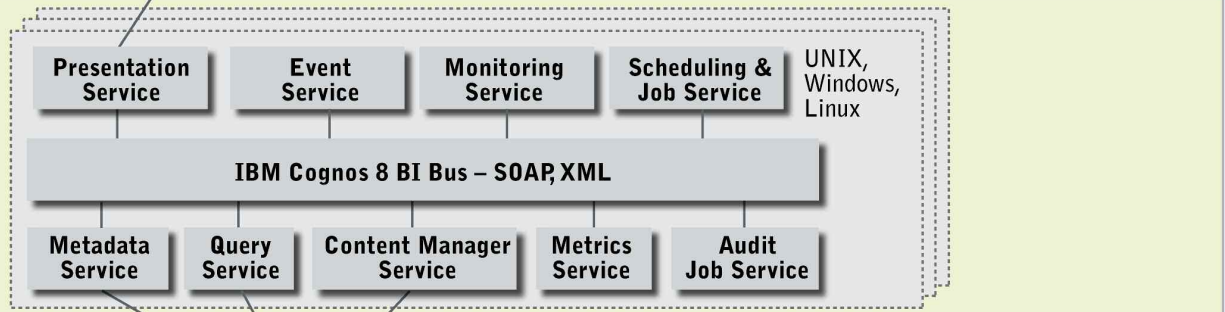 Presentation
Service
Event
Service
Monitoring
Service
Scheduling &
Job Service
UNIX,
Windows,
Linux
IBM Cognos 8 BI Bus – SOAP, XML
Metadata
Service
Query
Service
Content Manager
Service
Metrics
Service
Audit
Job Service